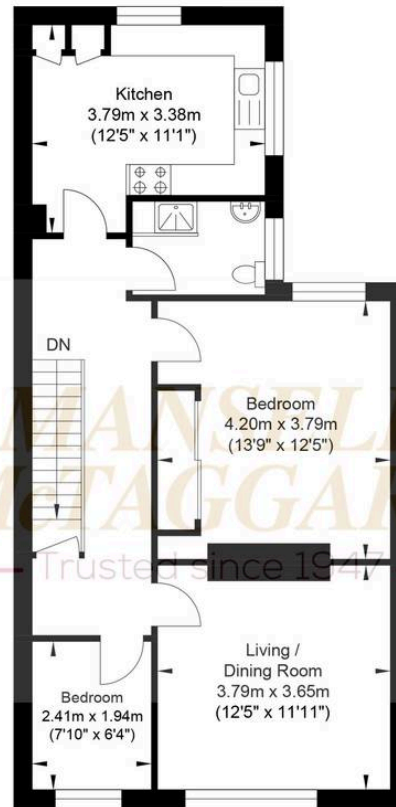 Kitchen
3.79m x 3.38m
(12'5" x 11'1")
DN
Bedroom
4.20m x 3.79m
(13'9" x 12'5")
MANSELL
McTAGGAR
Trusted since 1947
Living /
Dining Room
3.79m x 3.65m
(12'5" x 11'11")
Bedroom
2.41m x 1.94m
(7'10" x 6'4")